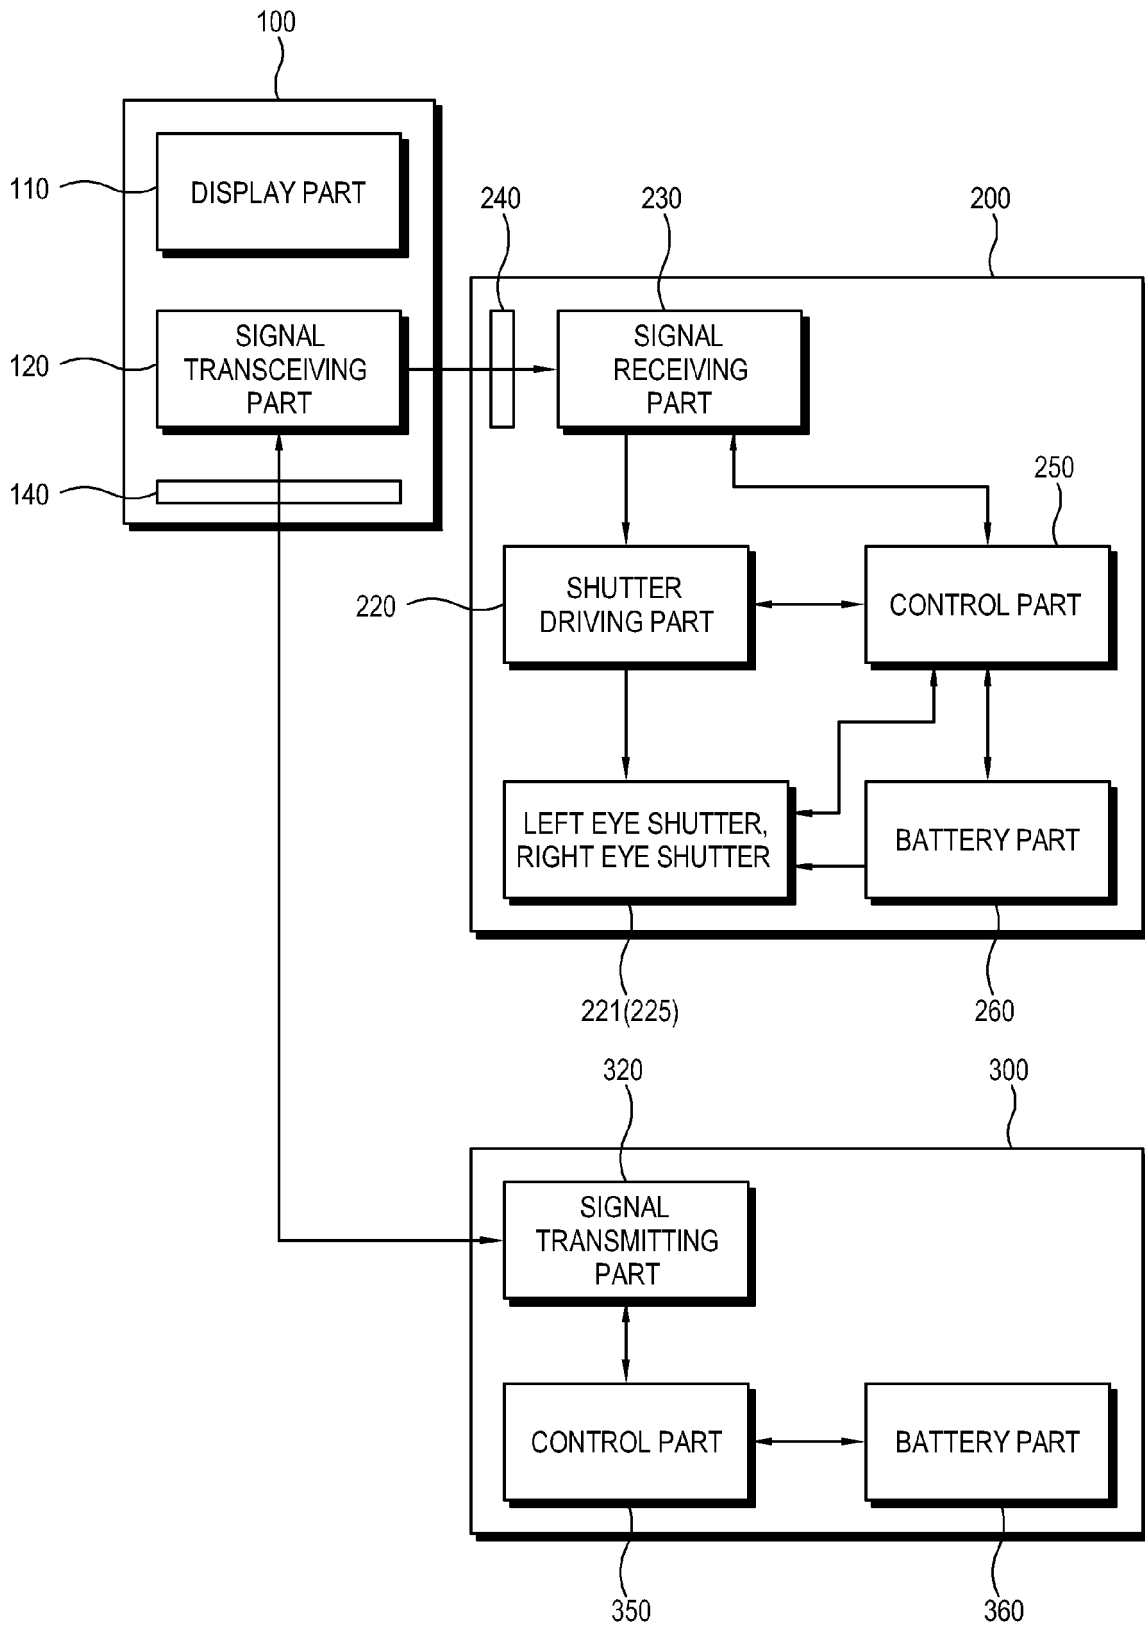 100
110
DISPLAY PART
240
230
200
120
SIGNAL
TRANSCEIVING
PART
SIGNAL
RECEIVING
PART
140
250
220
SHUTTER
DRIVING PART
CONTROL PART
LEFT EYE SHUTTER,
RIGHT EYE SHUTTER
BATTERY PART
221(225)
260
320
300
SIGNAL
TRANSMITTING
PART
CONTROL PART
BATTERY PART
350
360